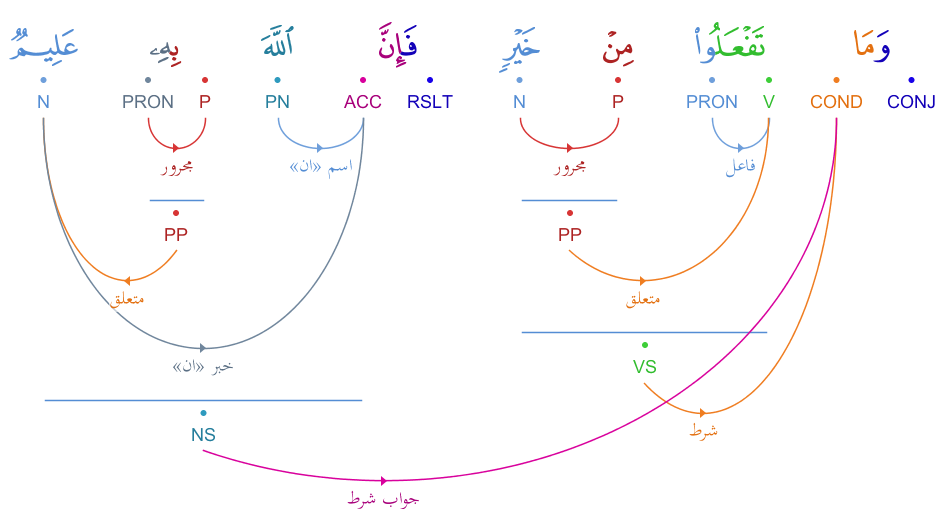 وَمَا تَفْعَلُوا۟ مِنْ خَيْرٍ فَإِنَّ ٱللَّهَ بِهِۦ عَلِيمٌ
CONJ COND V PRON P N RSLT ACC PN P PRON N
فاعل مجرور اسم «ان» مجرور
PP PP
متعلق متعلق
VS خبر «ان»
شرط NS
جواب شرط